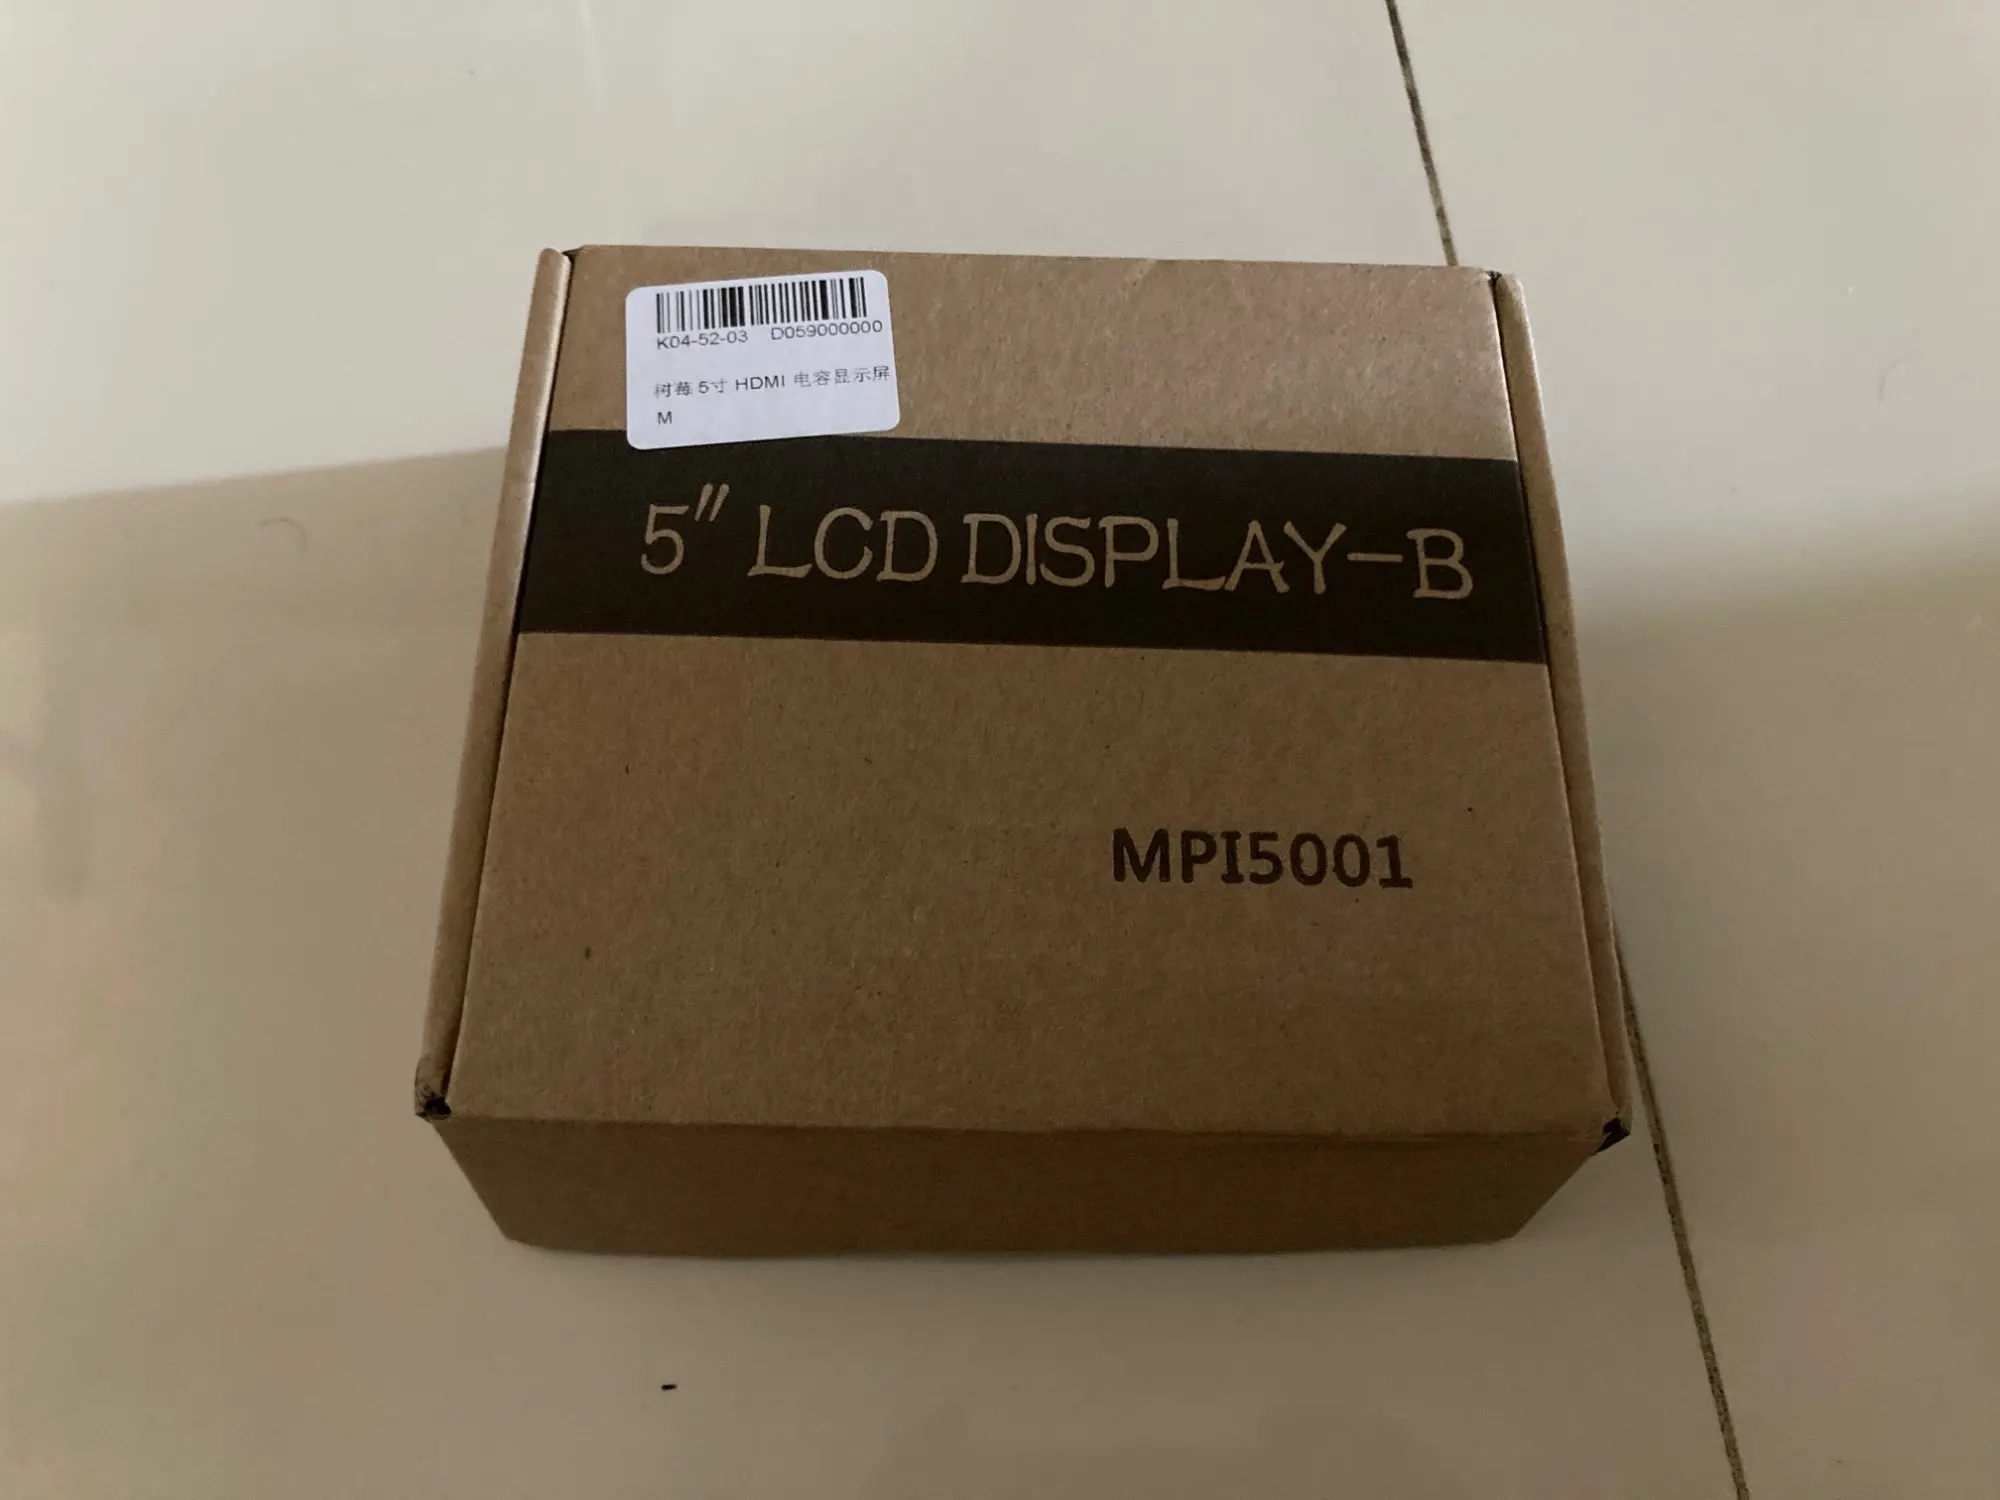 K04-52-03 D059000000
树莓 5寸 HDMI 电容显示屏
M
5" LCD DISPLAY-B
MPI5001